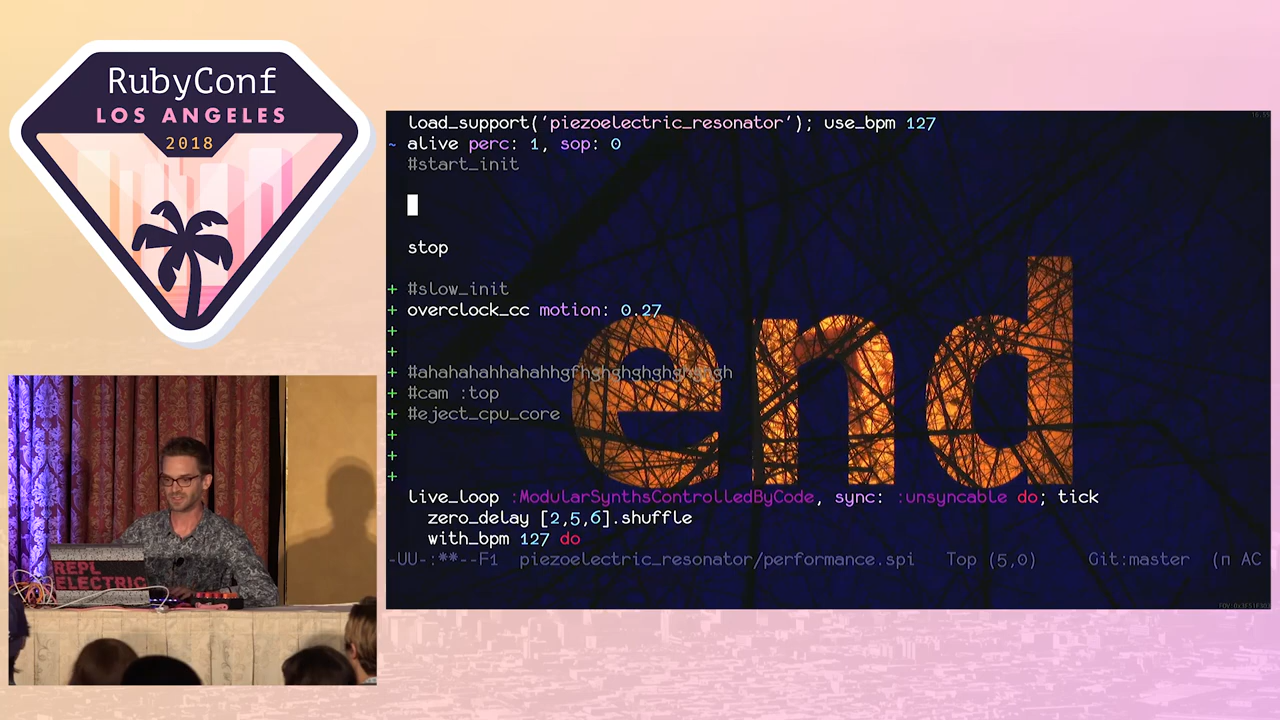 RubyConf
LOS ANGELES
2018
load_support('piezoelectric_resonator'); use_bpm 127
~ alive perc: 1, sop: 0
#start_init
stop
+ #slow_init
+ overclock_cc motion: 0.27
+
+
+ #ahahahahhahahhgfhghghghghghghgh
+ #cam :top
+ #eject_cpu_core
+
+
+
live_loop :ModularSynthsControlledByCode, sync: :unsyncable do; tick
zero_delay [2,5,6].shuffle
with_bpm 127 do
-UU-:**--F1 piezoelectric_resonator/performance.spi Top (5,0) Git:master (n AC
end
REPL
ELECTRIC